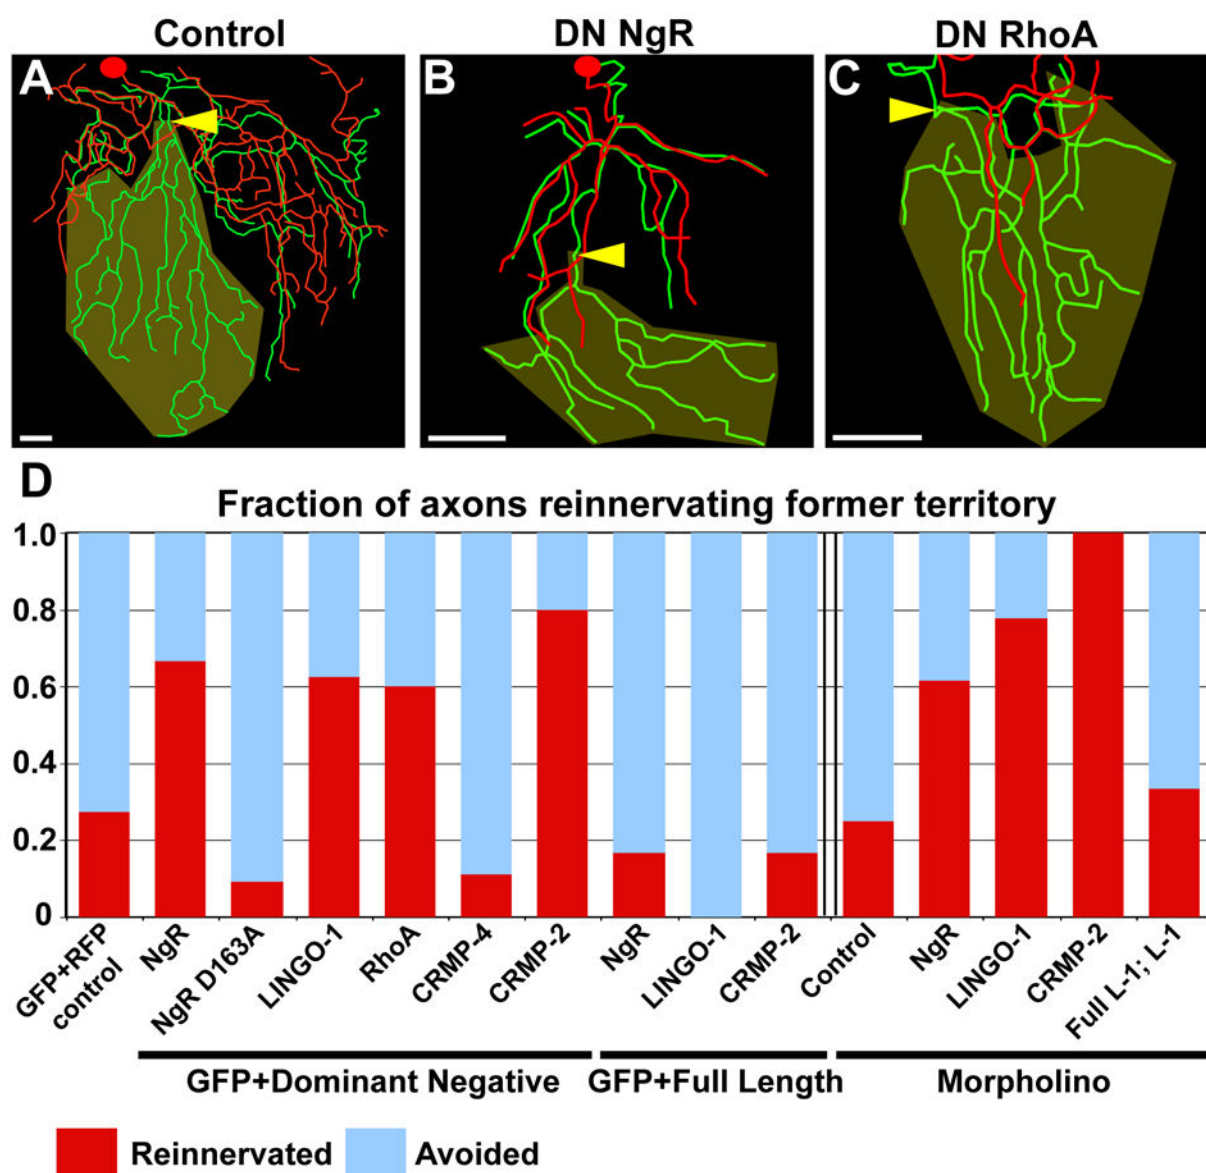 Control
DN NgR
DN RhoA
A
B
C
D
Fraction of axons reinnervating former territory
1.0
0.8
0.6
0.4
0.2
0
GFP+RFP
control
NgR
NgR D163A
LINGO-1
RhoA
CRMP-4
CRMP-2
NgR
LINGO-1
CRMP-2
Control
NgR
LINGO-1
CRMP-2
Full L-1; L-1
GFP+Dominant Negative
GFP+Full Length
Morpholino
Reinnervated
Avoided